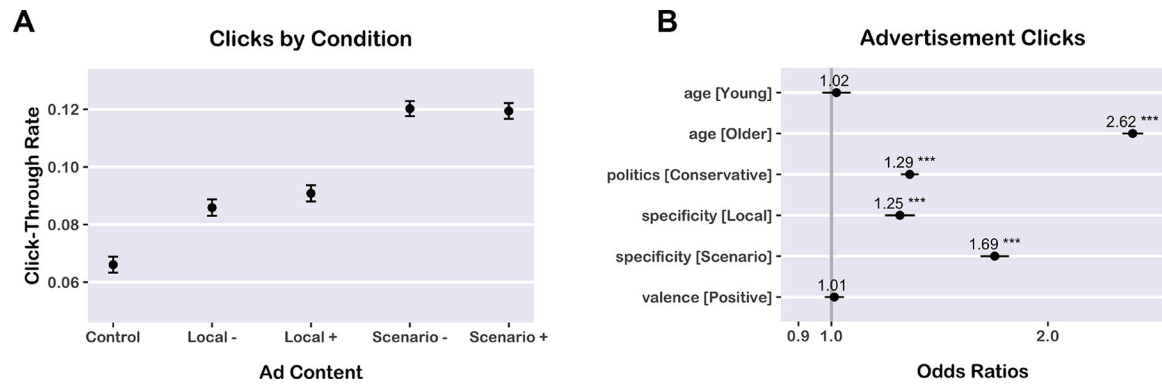 A
Clicks by Condition
Click-Through Rate
0.12
0.10
0.08
0.06
Control
Local -
Local +
Scenario -
Scenario +
Ad Content
B
Advertisement Clicks
age [Young]
1.02
age [Older]
2.62 ***
politics [Conservative]
1.29 ***
specificity [Local]
1.25 ***
specificity [Scenario]
1.69 ***
valence [Positive]
1.01
0.9
1.0
2.0
Odds Ratios